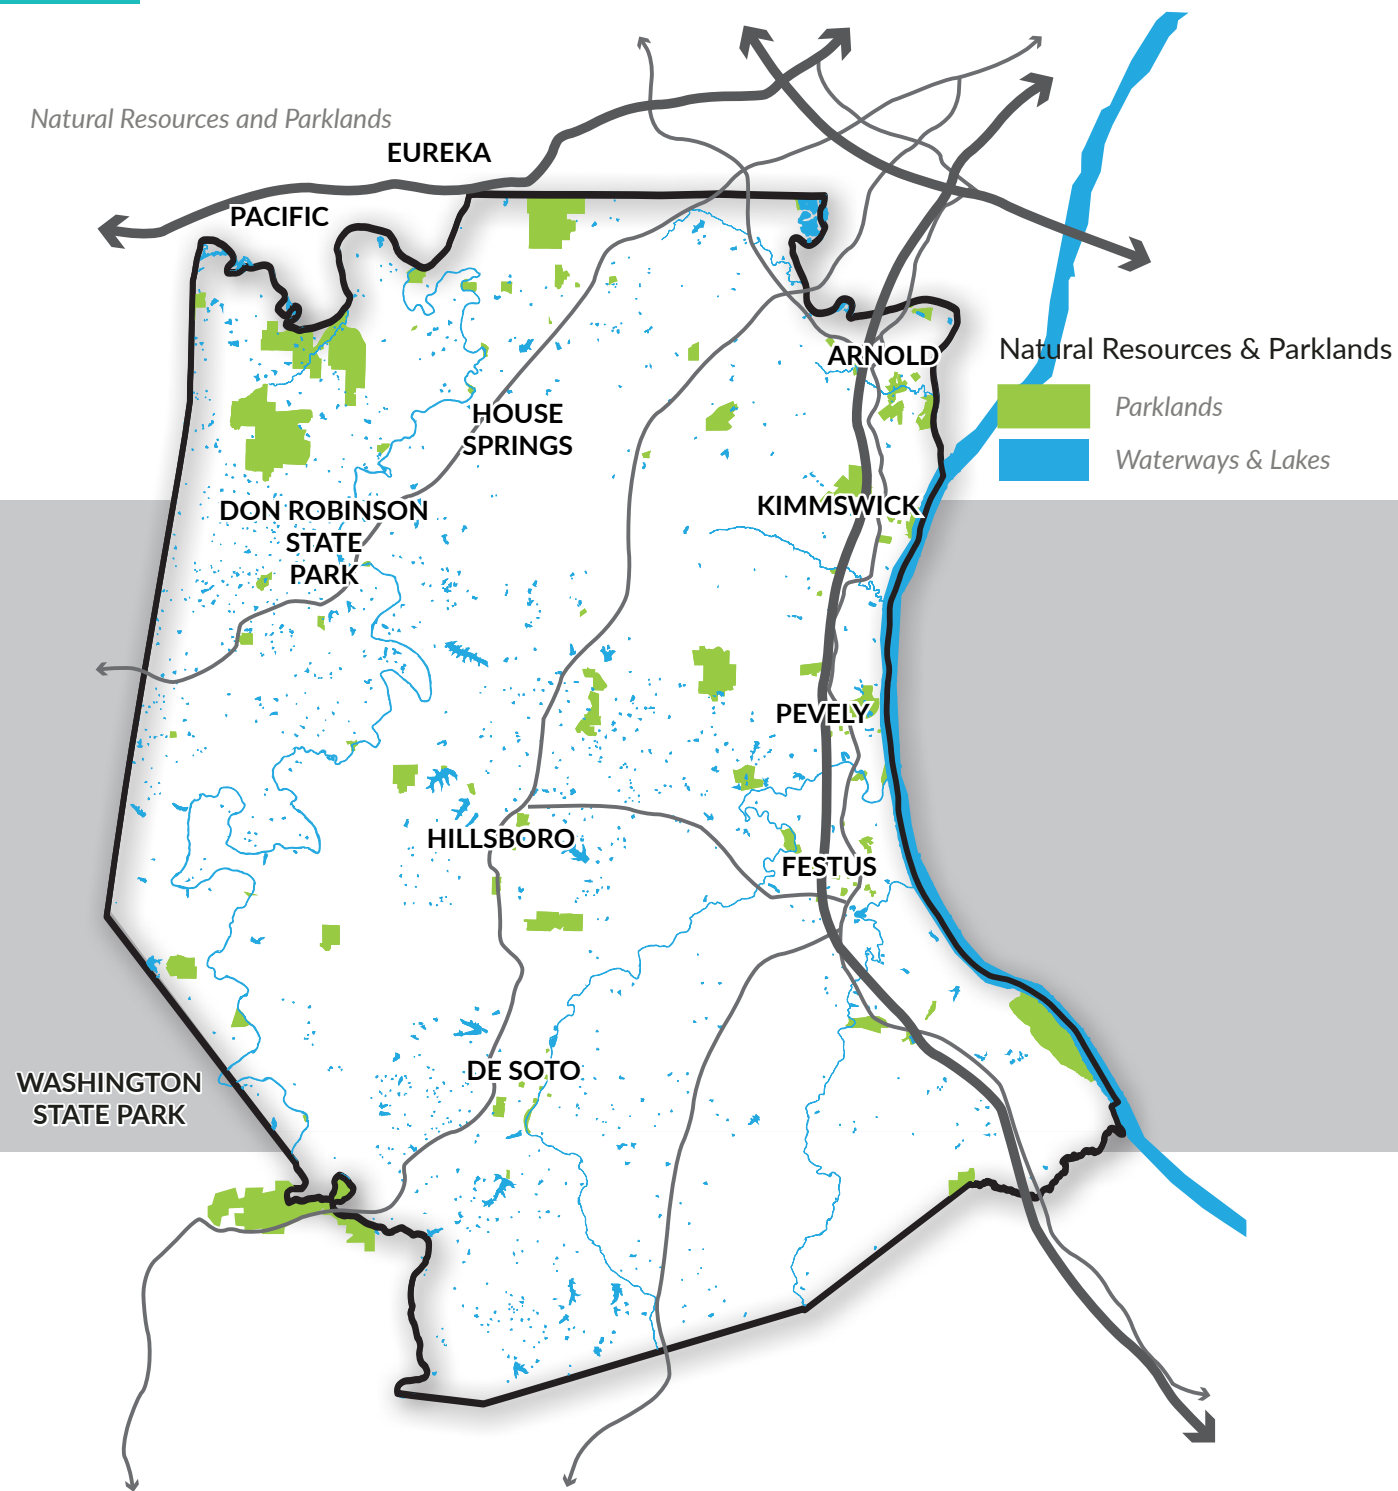 Natural Resources and Parklands
EUREKA
PACIFIC
ARNOLD
Natural Resources & Parklands
Parklands
Waterways & Lakes
HOUSE
SPRINGS
KIMMSWICK
DON ROBINSON
STATE
PARK
PEVELY
HILLSBORO
FESTUS
DE SOTO
WASHINGTON
STATE PARK